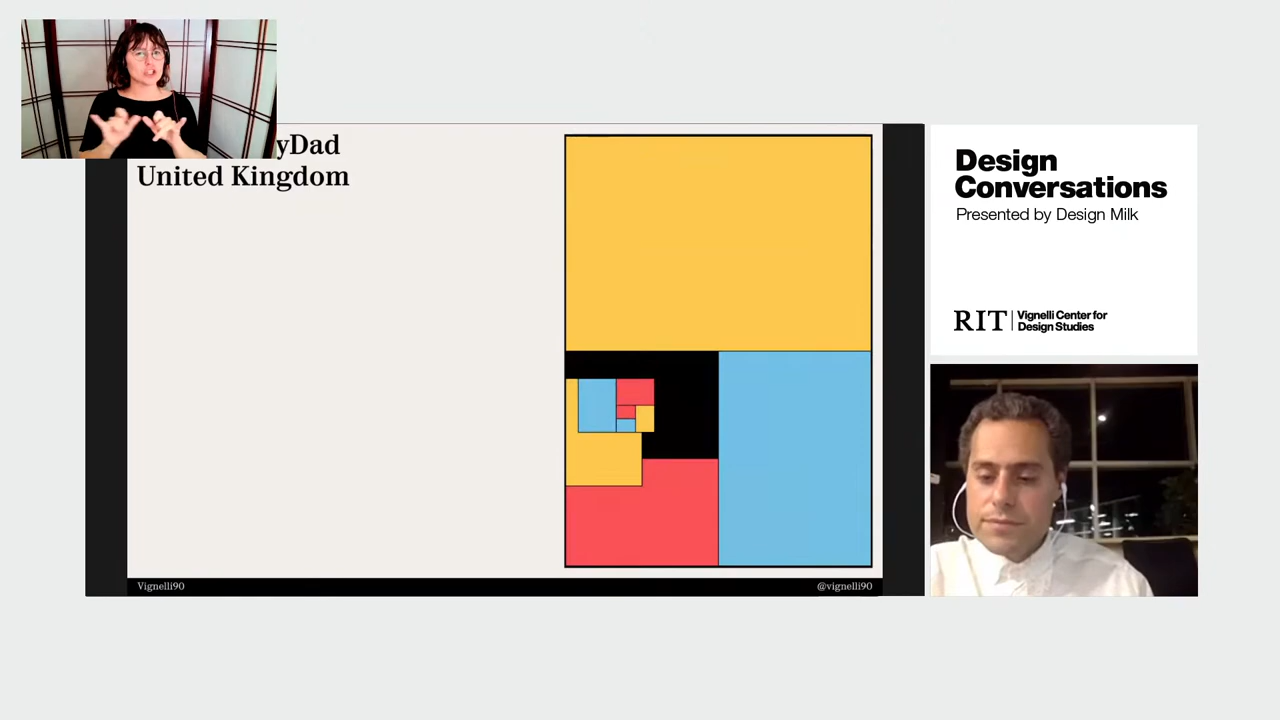 yDad
United Kingdom
Vignelli90
@vignelli90
Design
Conversations
Presented by Design Milk
RIT
Vignelli Center for
Design Studies